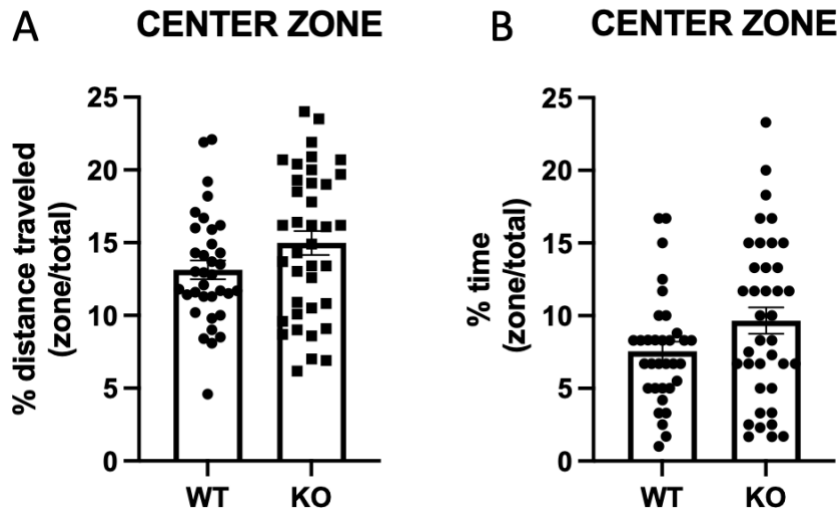 A
CENTER ZONE
% distance traveled
(zone/total)
25
20
15
10
5
0
WT
KO
B
CENTER ZONE
% time
(zone/total)
25
20
15
10
5
0
WT
KO